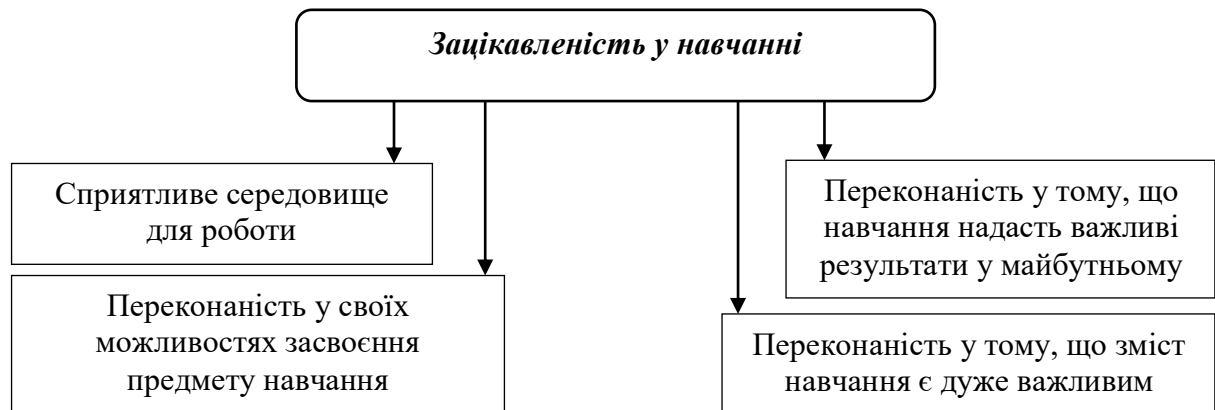 Зацікавленість у навчанні
Сприятливе середовище
для роботи
Переконаність у своїх
можливостях засвоєння
предмету навчання
Переконаність у тому, що
навчання надасть важливі
результати у майбутньому
Переконаність у тому, що зміст
навчання є дуже важливим